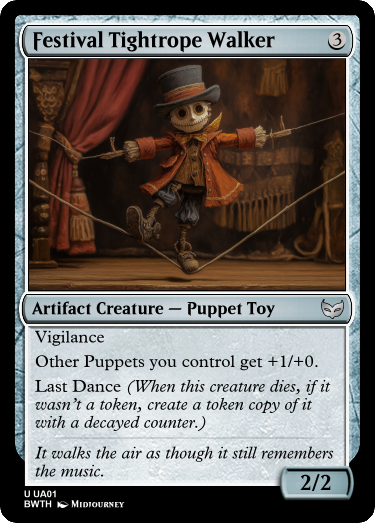 Festival Tightrope Walker 3
Artifact Creature — Puppet Toy
Vigilance
Other Puppets you control get +1/+0.
Last Dance (When this creature dies, if it
wasn't a token, create a token copy of it
with a decayed counter.)
It walks the air as though it still remembers
the music.
2/2
U UA01
BWTH Midjourney